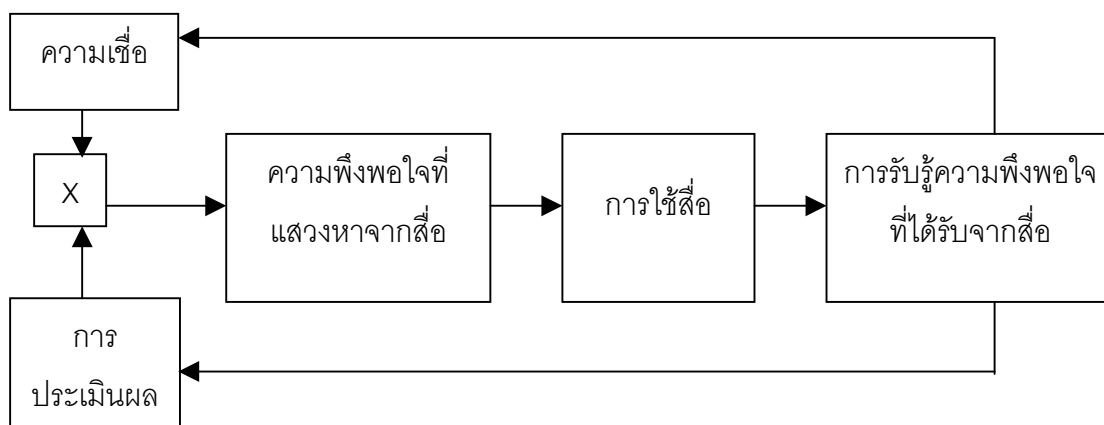 ความเชื่อ
X
ความพึงพอใจที่
แสวงหาจากสื่อ
การใช้สื่อ
การรับรู้ความพึงพอใจ
ที่ได้รับจากสื่อ
การ
ประเมินผล